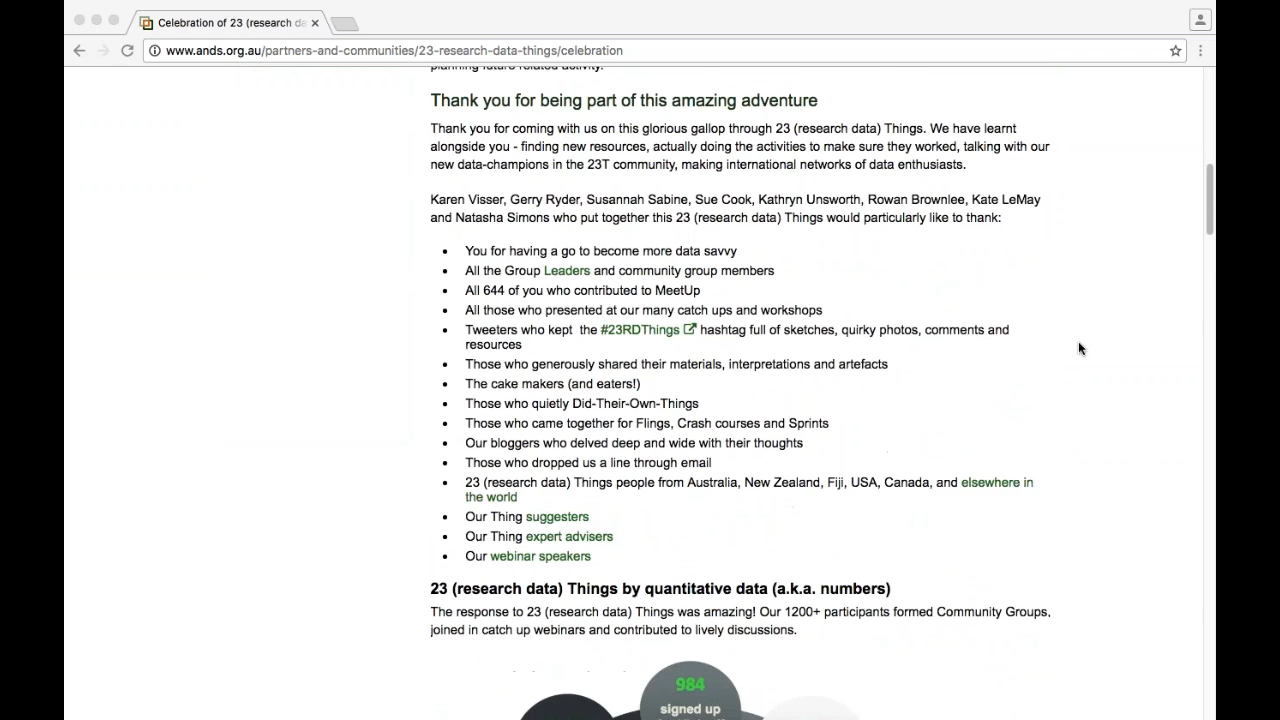 Celebration of 23 (research da
www.ands.org.au/partners-and-communities/23-research-data-things/celebration
planning future related activity.
Thank you for being part of this amazing adventure
Thank you for coming with us on this glorious gallop through 23 (research data) Things. We have learnt
alongside you - finding new resources, actually doing the activities to make sure they worked, talking with our
new data-champions in the 23T community, making international networks of data enthusiasts.
Karen Visser, Gerry Ryder, Susannah Sabine, Sue Cook, Kathryn Unsworth, Rowan Brownlee, Kate LeMay
and Natasha Simons who put together this 23 (research data) Things would particularly like to thank:
• You for having a go to become more data savvy
• All the Group Leaders and community group members
• All 644 of you who contributed to MeetUp
• All those who presented at our many catch ups and workshops
• Tweeters who kept the #23RDThings hashtag full of sketches, quirky photos, comments and
resources
• Those who generously shared their materials, interpretations and artefacts
• The cake makers (and eaters!)
• Those who quietly Did-Their-Own-Things
• Those who came together for Flings, Crash courses and Sprints
• Our bloggers who delved deep and wide with their thoughts
• Those who dropped us a line through email
• 23 (research data) Things people from Australia, New Zealand, Fiji, USA, Canada, and elsewhere in
the world
• Our Thing suggesters
• Our Thing expert advisers
• Our webinar speakers
23 (research data) Things by quantitative data (a.k.a. numbers)
The response to 23 (research data) Things was amazing! Our 1200+ participants formed Community Groups,
joined in catch up webinars and contributed to lively discussions.
984
signed up